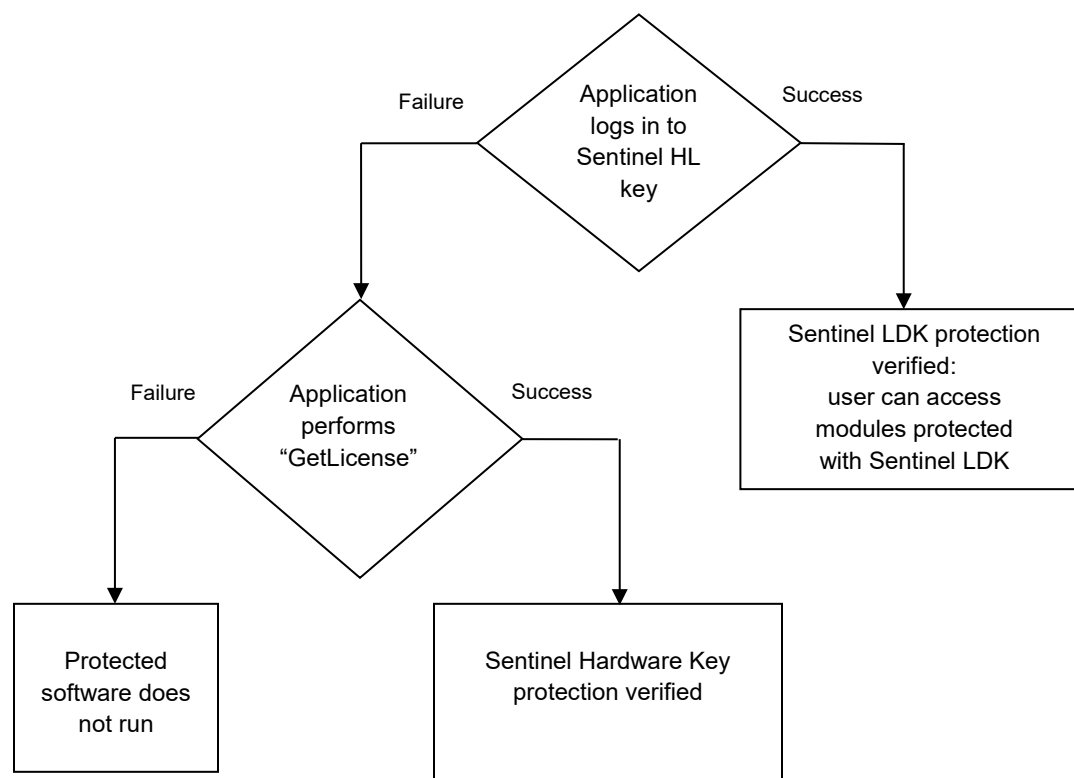 Application
logs in to
Sentinel HL
key
Failure
Success
Sentinel LDK protection
verified:
user can access
modules protected
with Sentinel LDK
Application
performs
“GetLicense”
Failure
Success
Protected
software does
not run
Sentinel Hardware Key
protection verified